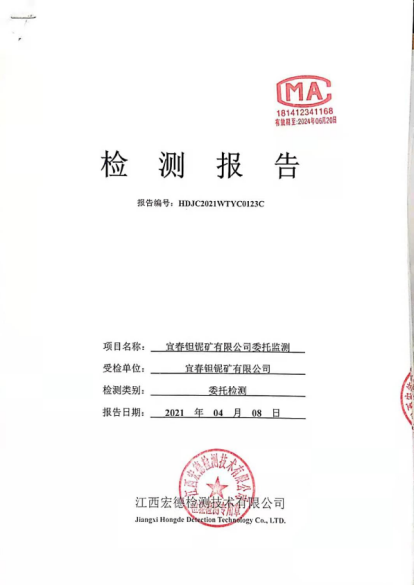 MA
181412341168
有效期至:2024年06月20日
检 测 报 告
报告编号：HDJC2021WTYC0123C
项目名称： 宜春钽铌矿有限公司委托监测
受检单位： 宜春钽铌矿有限公司
检测类别： 委托检测
报告日期： 2021 年 04 月 08 日
江西宏德检测技术有限公司
Jiangxi Hongde Detection Technology Co., LTD.